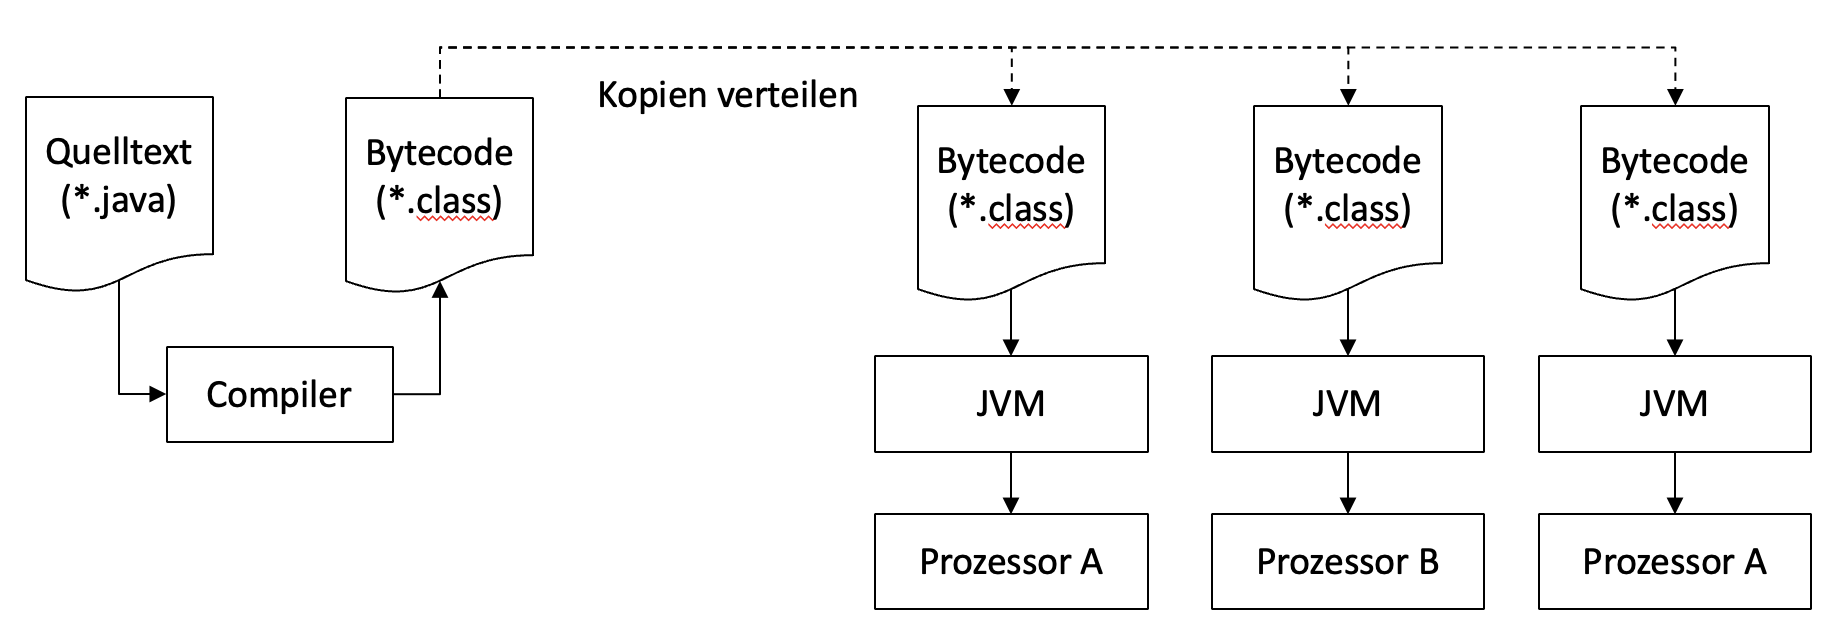 Kopien verteilen
Quelltext
(*.java)
Bytecode
(*.class)
Bytecode
(*.class)
Bytecode
(*.class)
Bytecode
(*.class)
Compiler
JVM
JVM
JVM
Prozessor A
Prozessor B
Prozessor A